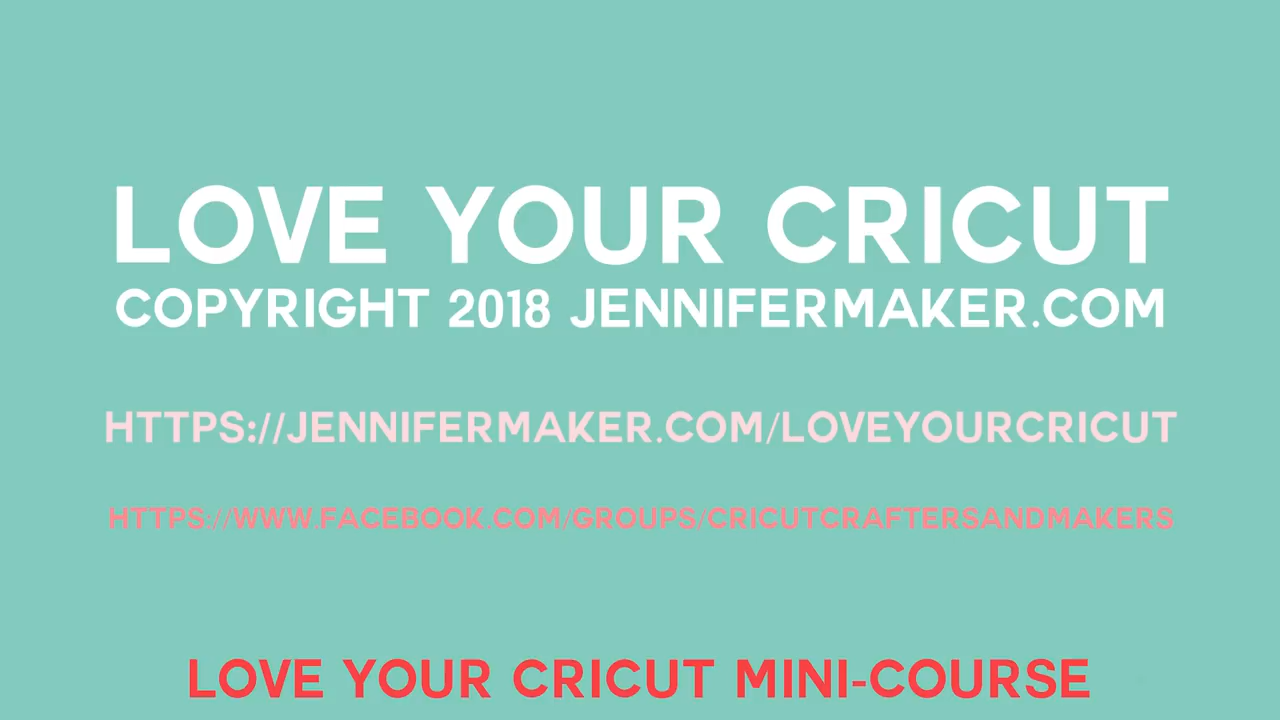 LOVE YOUR CRICUT
COPYRIGHT 2018 JENNIFERMAKER.COM
HTTPS://JENNIFERMAKER.COM/LOVEYOURCRICUT
HTTPS://WWW.FACEBOOK.COM/GROUPS/CRICUTCRAFTERSANDMAKERS
LOVE YOUR CRICUT MINI-COURSE